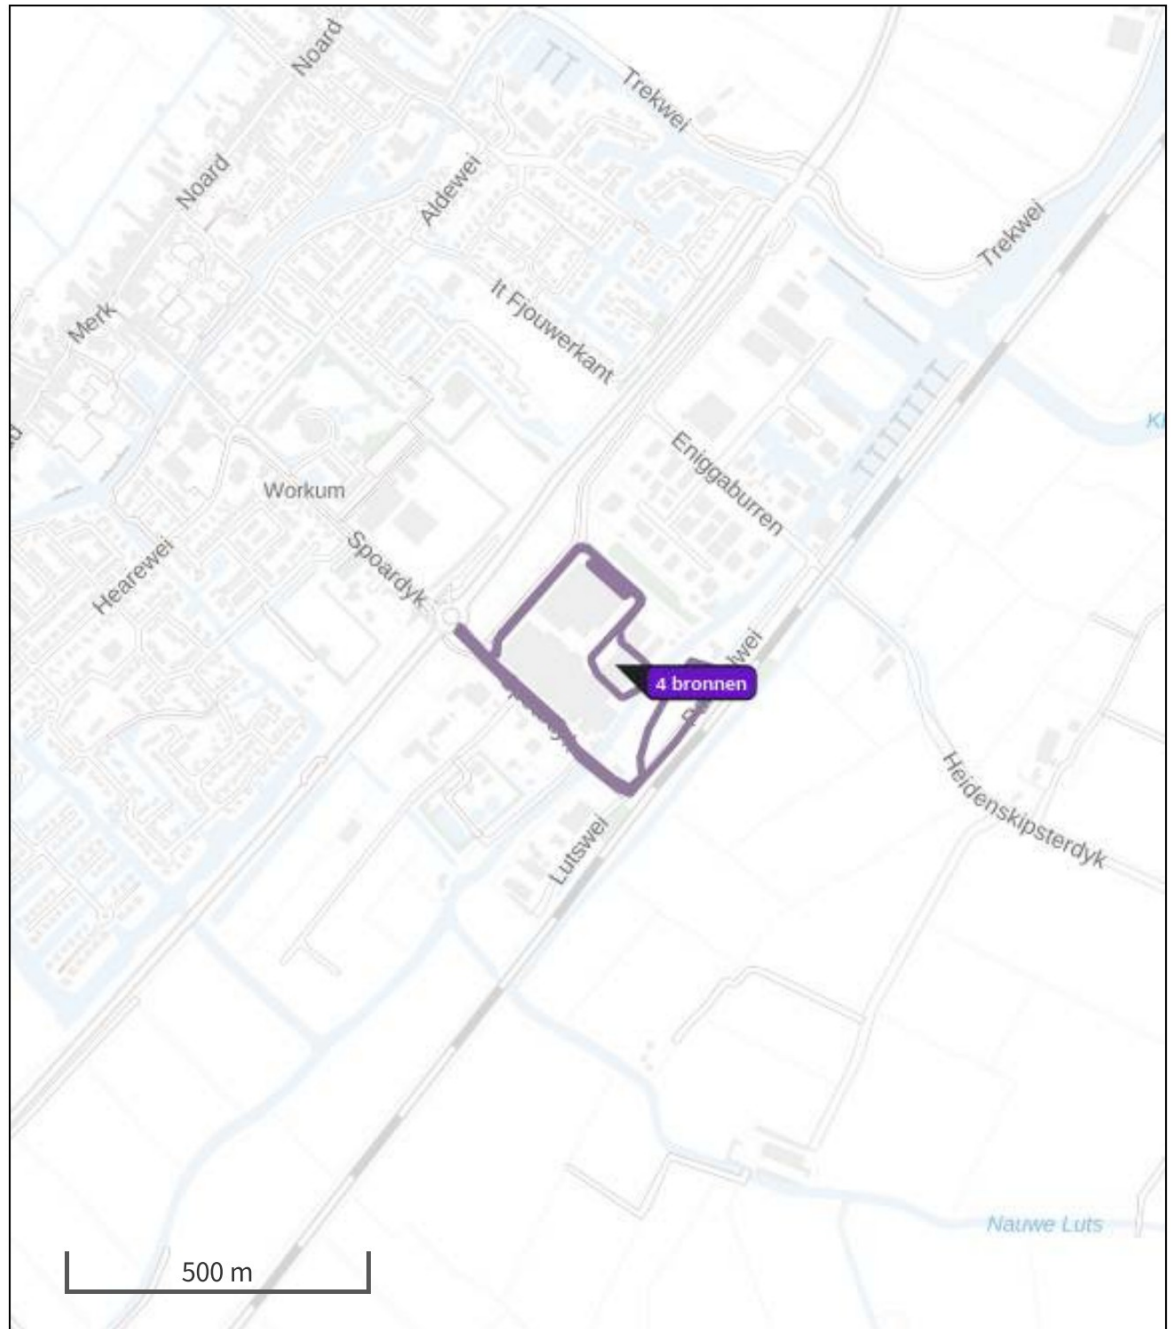 Noard
Trekwei
Noard
Aldewei
Trekwei
It Fjouwerkant
Merk
Eniggaburren
Workum
Spoardyk
Hearewei
4 bronnen
Heidenskipsterdyk
Lutswei
Nauwe Luts
500 m